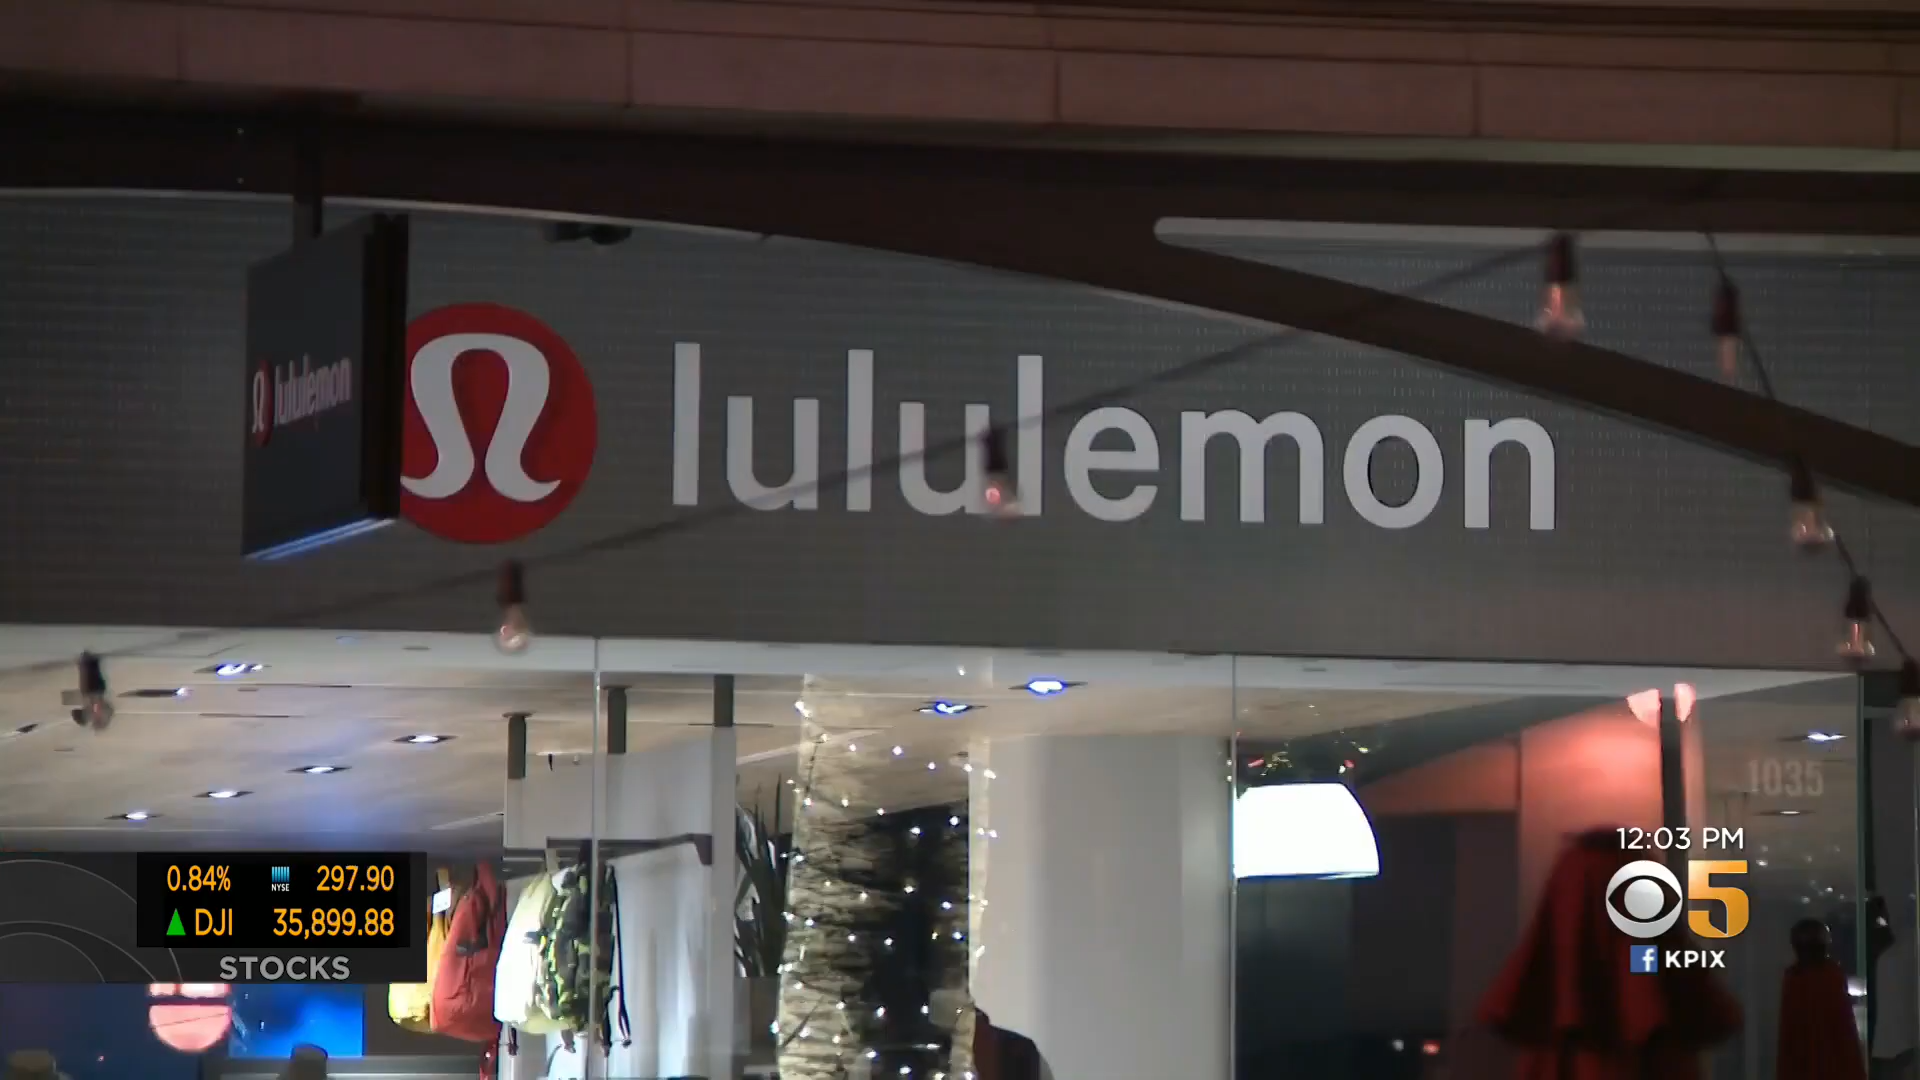 lululemon
lululemon
1035
12:03 PM
5
f KPIX
0.84% NYSE 297.90
DJI 35,899.88
STOCKS